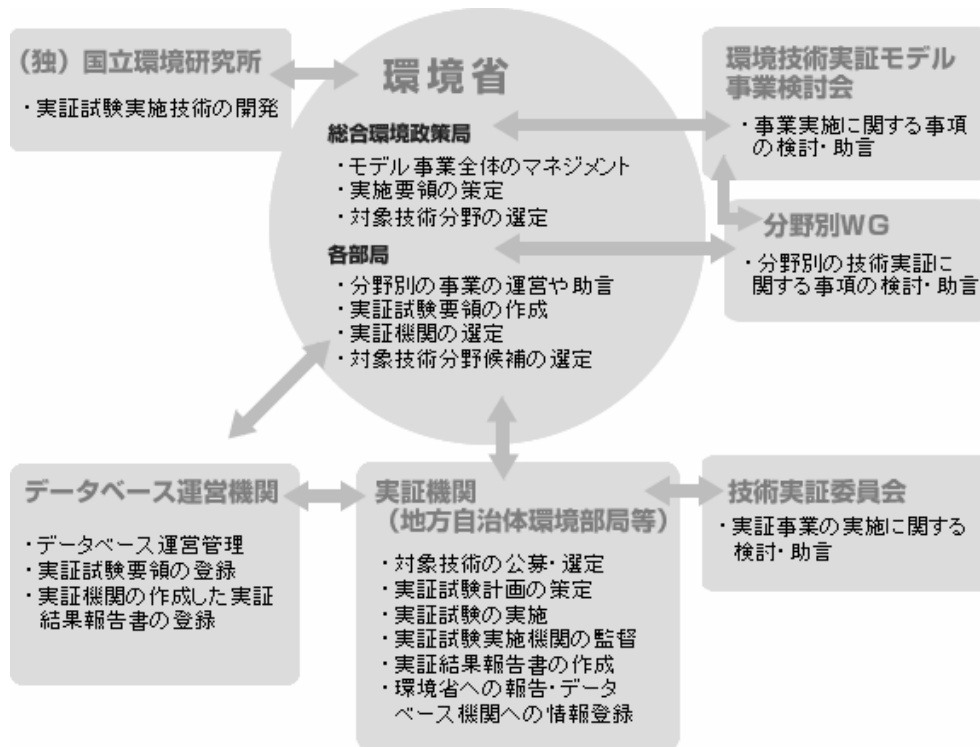 （独）国立環境研究所
・実証試験実施技術の開発
環境省
総合環境政策局
・モデル事業全体のマネジメント
・実施要領の策定
・対象技術分野の選定
各部局
・分野別の事業の運営や助言
・実証試験要領の作成
・実証機関の選定
・対象技術分野候補の選定
環境技術実証モデル
事業検討会
・事業実施に関する事項
の検討・助言
分野別WG
・分野別の技術実証に
関する事項の検討・助言
データベース運営機関
・データベース運営管理
・実証試験要領の登録
・実証機関の作成した実証
結果報告書の登録
実証機関
（地方自治体環境部局等）
・対象技術の公募・選定
・実証試験計画の策定
・実証試験の実施
・実証試験実施機関の監督
・実証結果報告書の作成
・環境省への報告・データ
ベース機関への情報登録
技術実証委員会
・実証事業の実施に関する
検討・助言